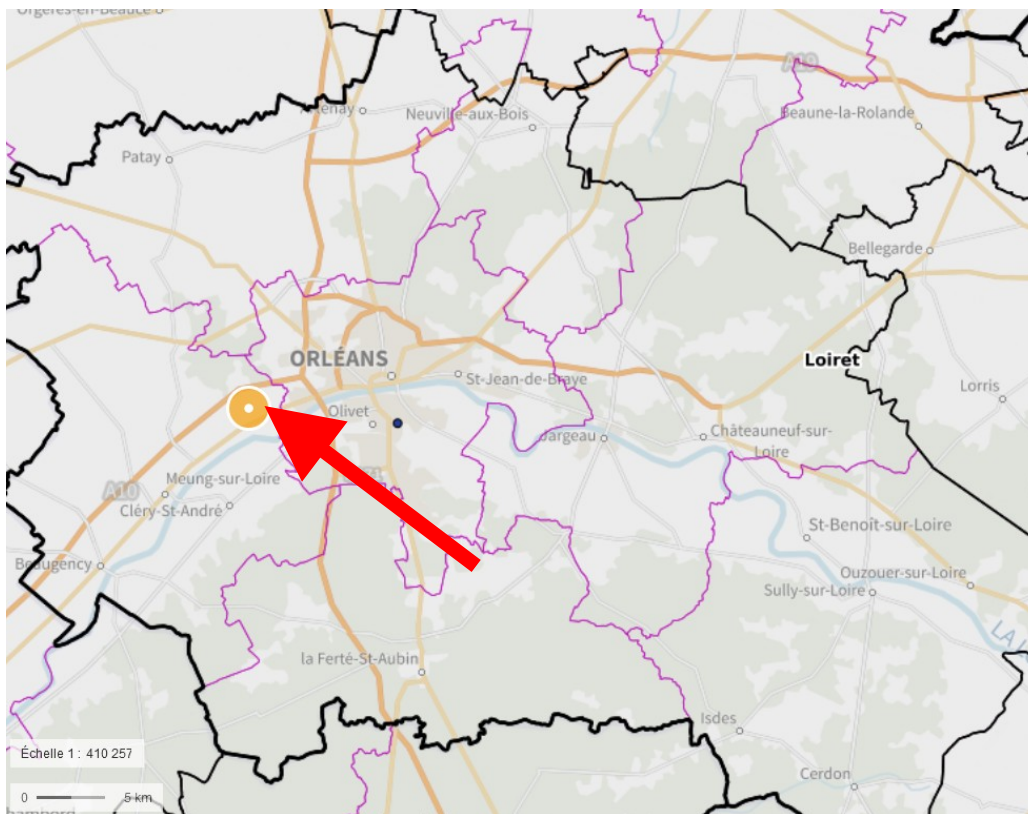 Orgères-en-Beauce
A19
Artenay
Neuville-aux-Bois
Beaune-la-Rolande
Patay
Bellegarde
ORLÉANS
Loiret
St-Jean-de-Braye
Lorris
Olivet
Jargeau
Châteauneuf-sur-
Loire
Meung-sur-Loire
A10
Cléry-St-André
St-Benoît-sur-Loire
Beaugency
Ouzouer-sur-Loire
Sully-sur-Loire
LA
la Ferté-St-Aubin
Isdes
Échelle 1 : 410 257
Cerdon
0
5 km